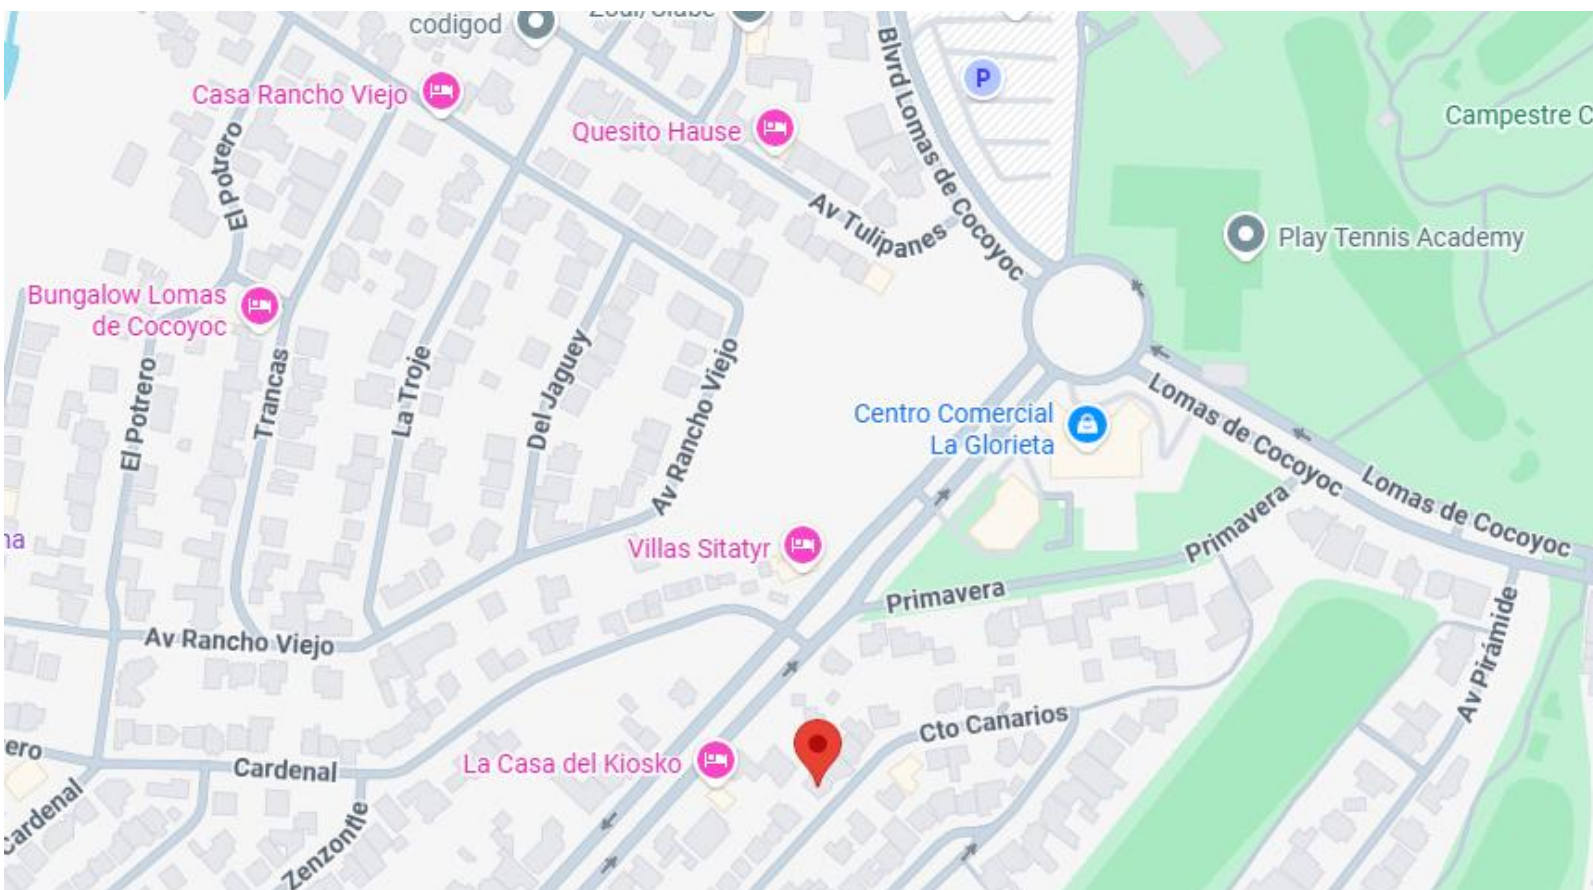 codigod
Casa Rancho Viejo
Quesito Hause
Blvrd Lomas de Cocoyoc
P
Campestre C
El Potrero
Av Tulipanes
Play Tennis Academy
Bungalow Lomas
de Cocoyoc
El Potrero
Trancas
La Troje
Del Jaguey
Av Rancho Viejo
Centro Comercial
La Glorieta
Lomas de Cocoyoc
Lomas de Cocoyoc
na
Villas Sitatyr
Primavera
Primavera
Av Rancho Viejo
Av Pirámide
Cto Canarios
ero
Cardenal
La Casa del Kiosko
Cardenal
Zenzontle